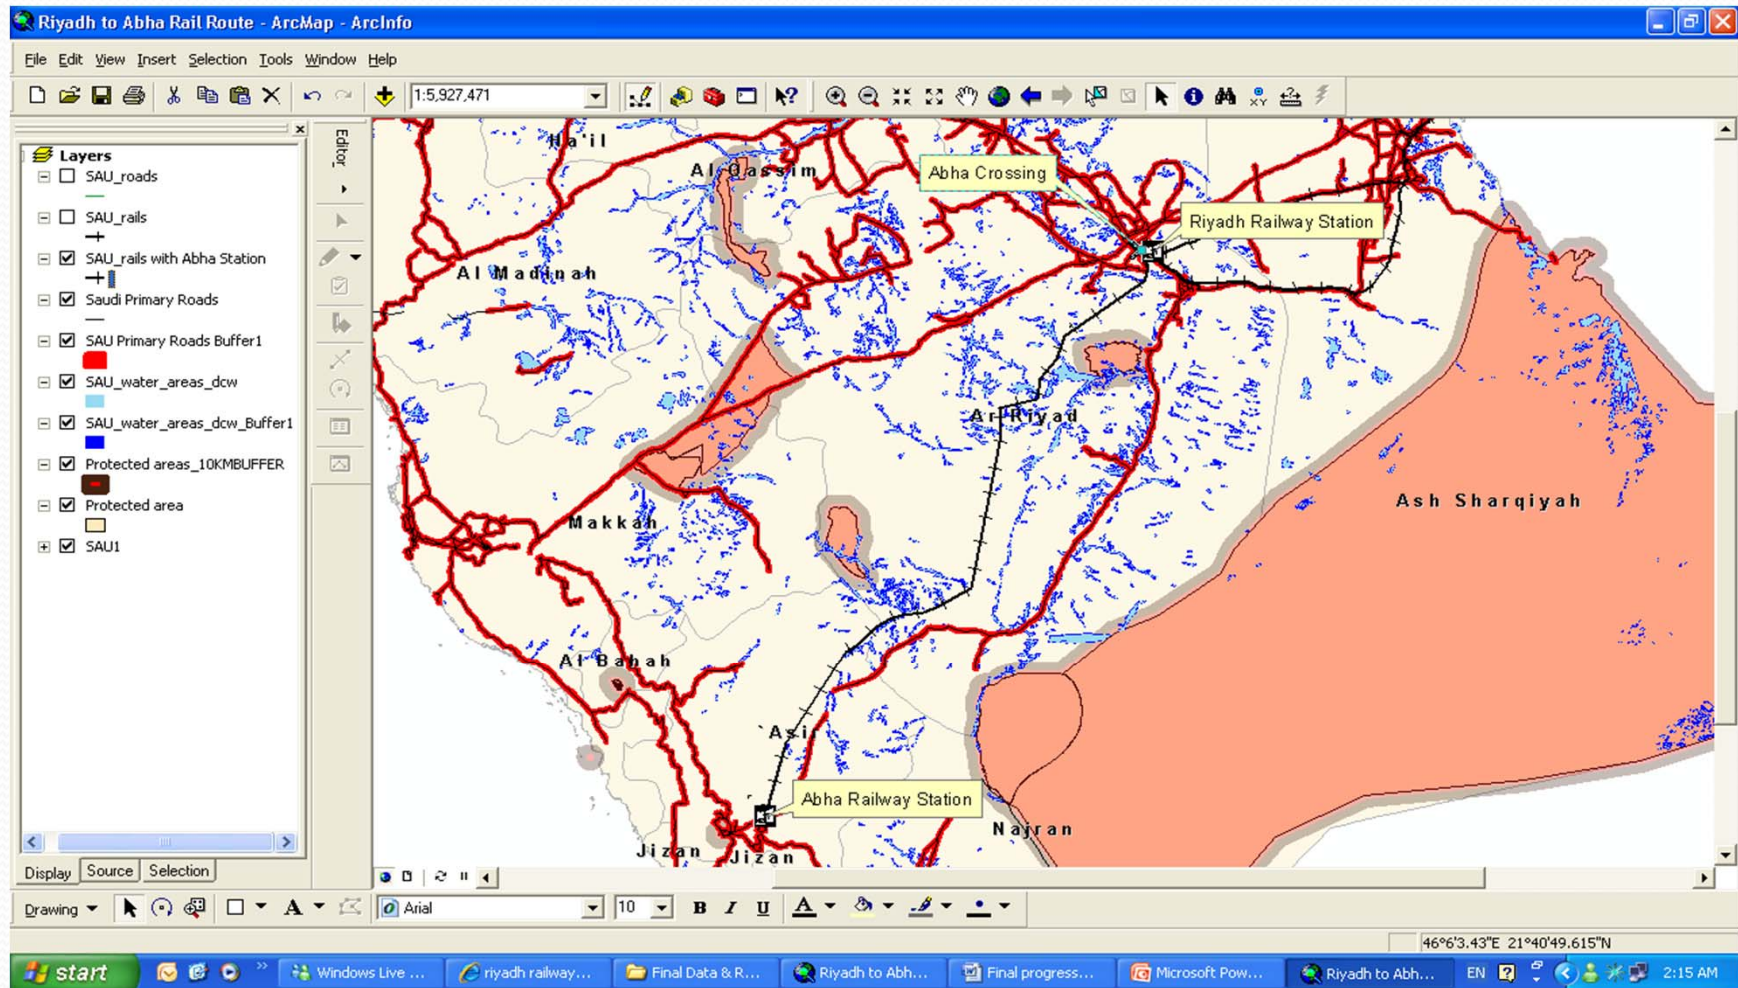 Riyadh to Abha Rail Route - ArcMap - ArcInfo
File Edit View Insert Selection Tools Window Help
1:5,927,471
Layers
SAU_roads
SAU_rails
SAU_rails with Abha Station
Saudi Primary Roads
SAU Primary Roads Buffer1
SAU_water_areas_dcw
SAU_water_areas_dcw_Buffer1
Protected areas_10KMBUFFER
Protected area
SAU1
Display Source Selection
Editor
Ha'il
Al Qassim
Abha Crossing
Riyadh Railway Station
Al Madinah
Ar Riyad
Ash Sharqiyah
Makkah
Al Bahah
`Asir
Abha Railway Station
Najran
Jizan
Jizan
Drawing A Arial 10 B I U A
46°6'3.43"E 21°40'49.615"N
start Windows Live ... riyadh railway... Final Data & R... Riyadh to Abh... Final progress... Microsoft Pow... Riyadh to Abh... EN 2:15 AM